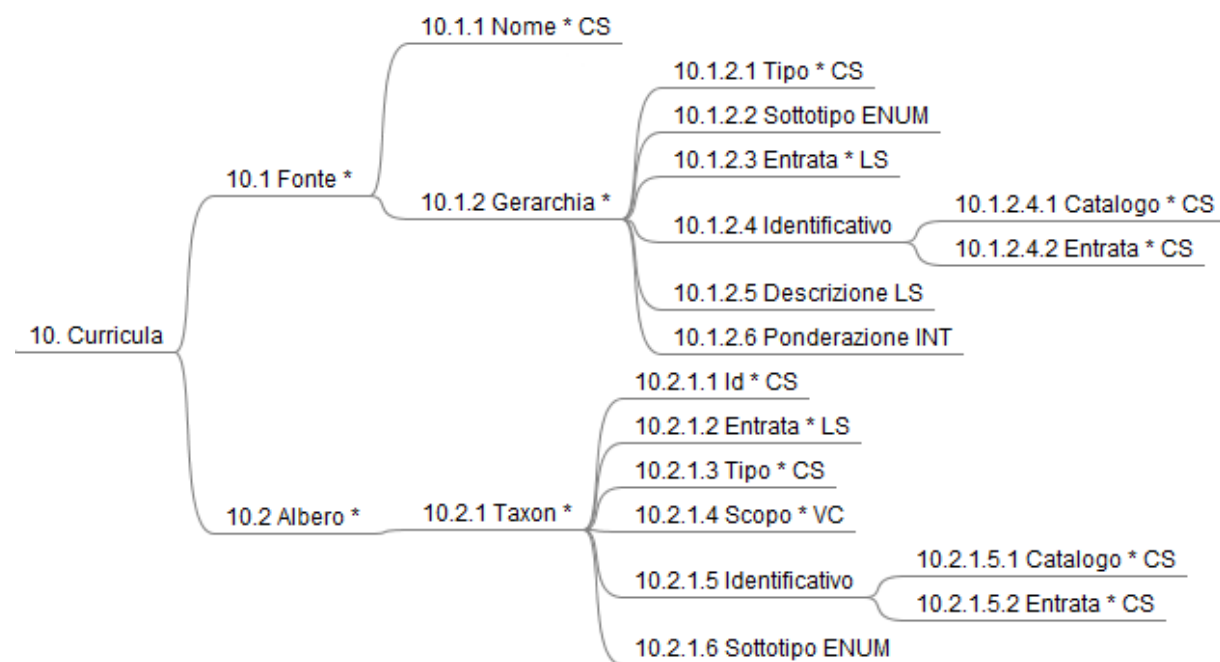 10. Curricula
10.1 Fonte *
10.1.1 Nome * CS
10.1.2 Gerarchia *
10.1.2.1 Tipo * CS
10.1.2.2 Sottotipo ENUM
10.1.2.3 Entrata * LS
10.1.2.4 Identificativo
10.1.2.4.1 Catalogo * CS
10.1.2.4.2 Entrata * CS
10.1.2.5 Descrizione LS
10.1.2.6 Ponderazione INT
10.2 Albero *
10.2.1 Taxon *
10.2.1.1 Id * CS
10.2.1.2 Entrata * LS
10.2.1.3 Tipo * CS
10.2.1.4 Scopo * VC
10.2.1.5 Identificativo
10.2.1.5.1 Catalogo * CS
10.2.1.5.2 Entrata * CS
10.2.1.6 Sottotipo ENUM